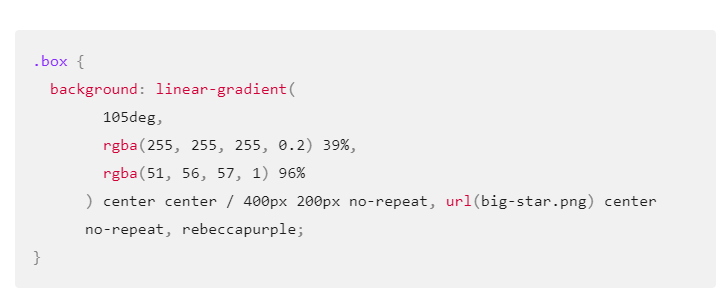 .box {
  background: linear-gradient(
        105deg,
        rgba(255, 255, 255, 0.2) 39%,
        rgba(51, 56, 57, 1) 96%
      ) center center / 400px 200px no-repeat, url(big-star.png) center
      no-repeat, rebeccapurple;
}